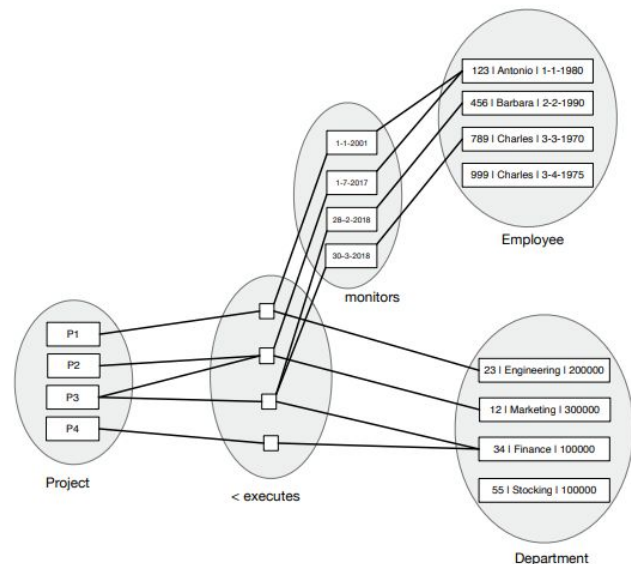 123 | Antonio | 1-1-1980
456 | Barbara | 2-2-1990
789 | Charles | 3-3-1970
999 | Charles | 3-4-1975
Employee
1-1-2001
1-7-2017
28-2-2018
30-3-2018
monitors
P1
P2
P3
P4
Project
< executes
23 | Engineering | 200000
12 | Marketing | 300000
34 | Finance | 100000
55 | Stocking | 100000
Department